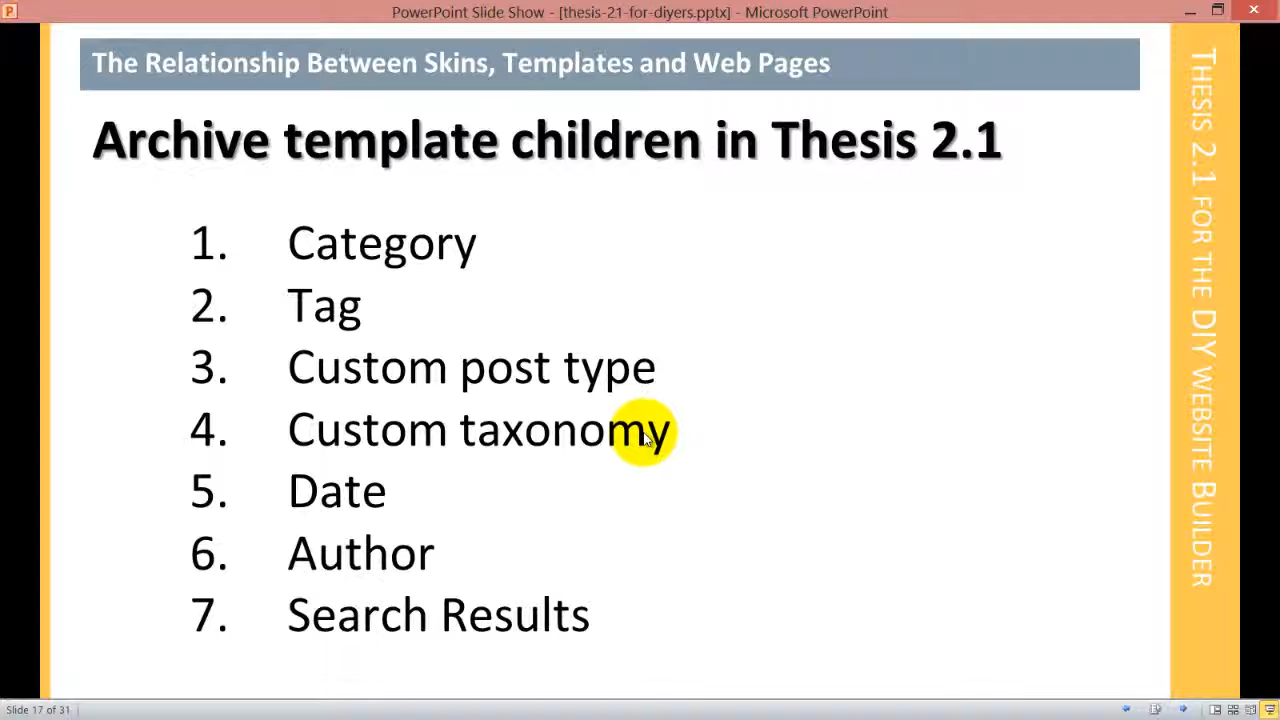 PowerPoint Slide Show - [thesis-21-for-diyers.pptx] - Microsoft PowerPoint
The Relationship Between Skins, Templates and Web Pages
Archive template children in Thesis 2.1
1. Category
2. Tag
3. Custom post type
4. Custom taxonomy
5. Date
6. Author
7. Search Results
THESIS 2.1 FOR THE DIY WEBSITE BUILDER
Slide 17 of 31